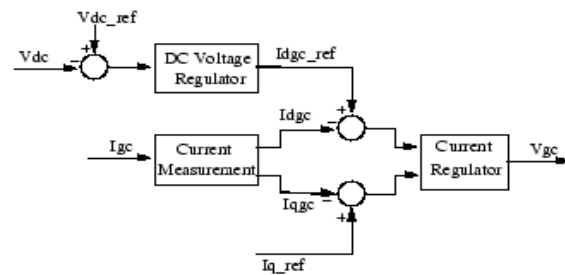 Vdc_ref
+
Vdc
−
DC Voltage
Regulator
Idgc_ref
+
Idgc
−
Igc
Current
Measurement
Current
Regulator
Vgc
Iqgc
−
+
Iq_ref